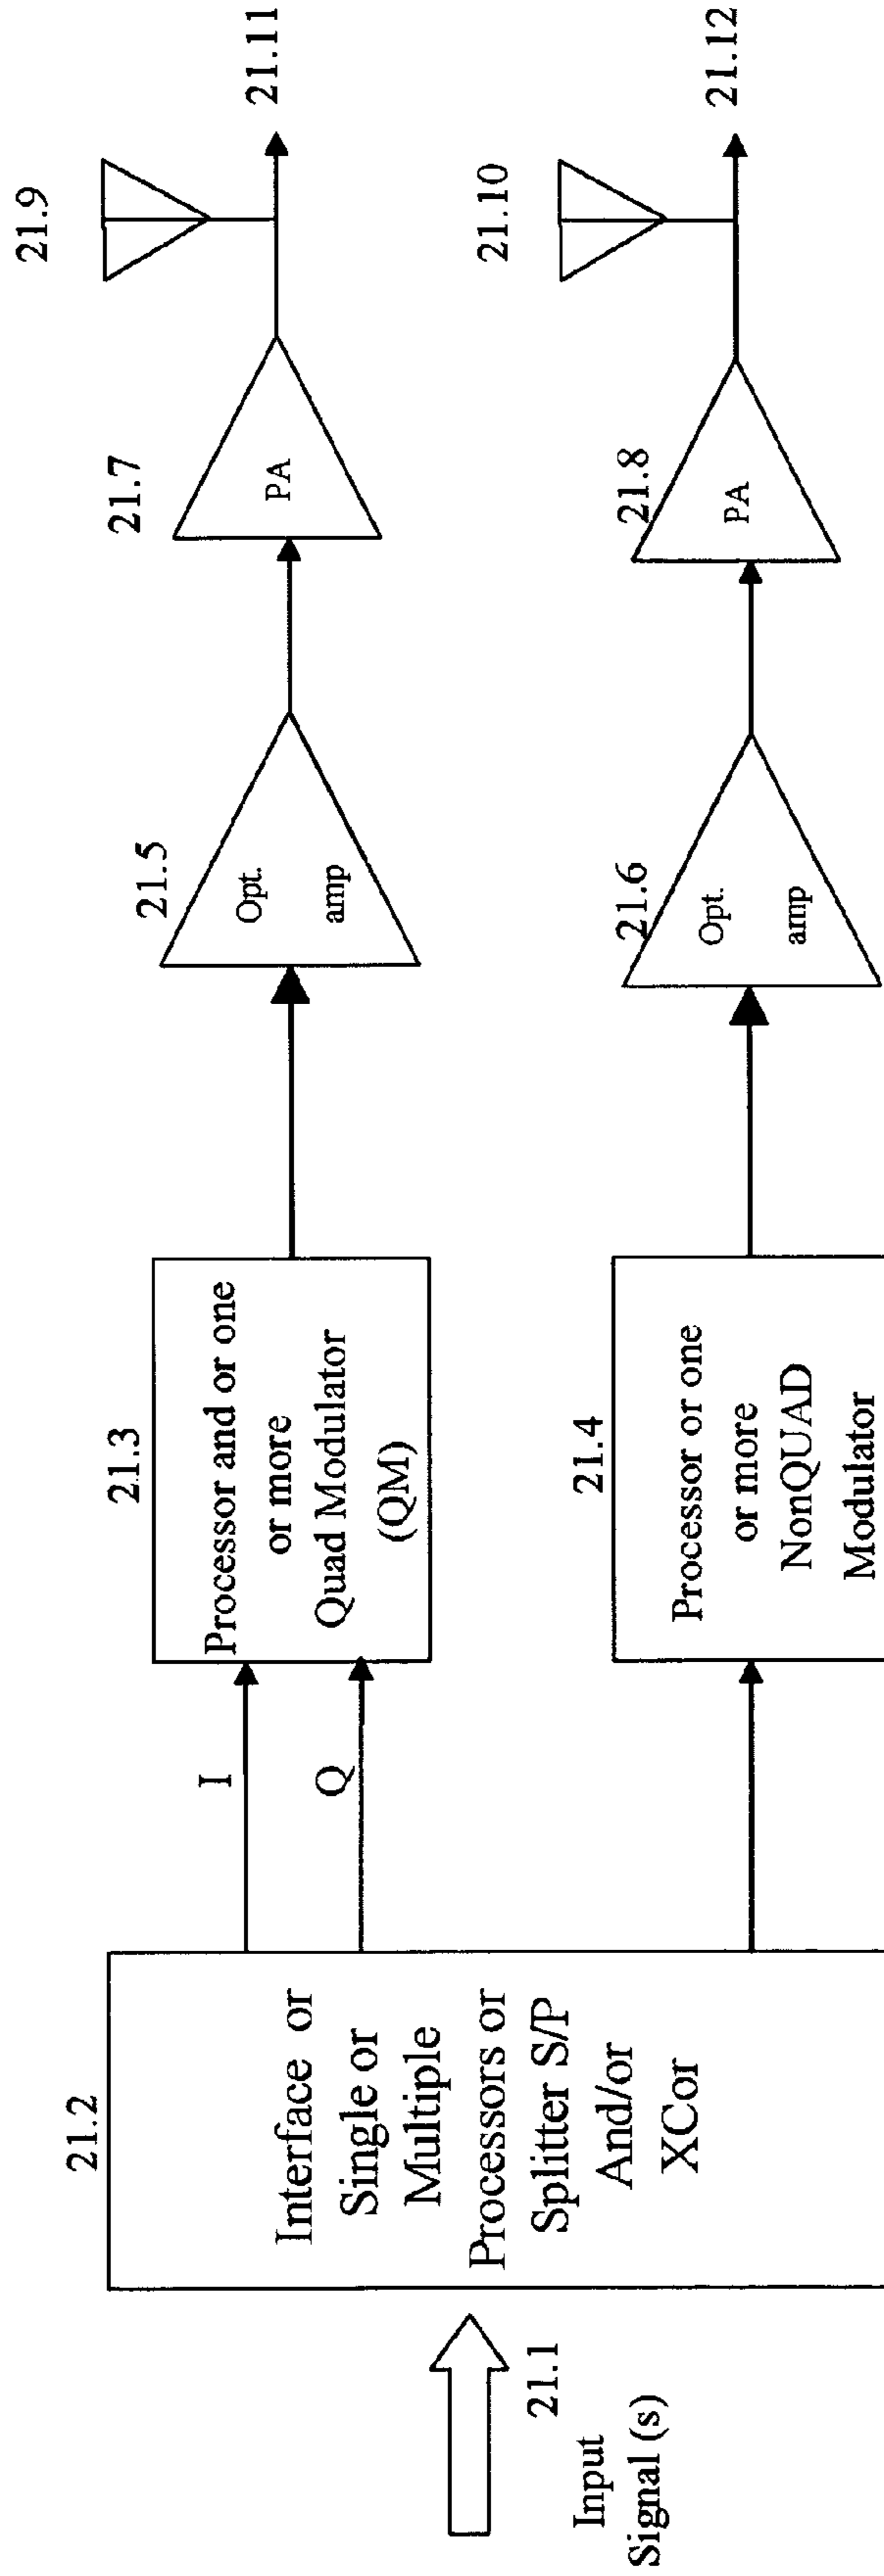 21.1
Input
Signal (s)
21.2
Interface or
Single or
Multiple
Processors or
Splitter S/P
And/or
XCor
I
Q
21.3
Processor and or one
or more
Quad Modulator
(QM)
21.5
Opt.
amp
21.7
PA
21.9
21.11
21.4
Processor or one
or more
NonQUAD
Modulator
21.6
Opt.
amp
21.8
PA
21.10
21.12